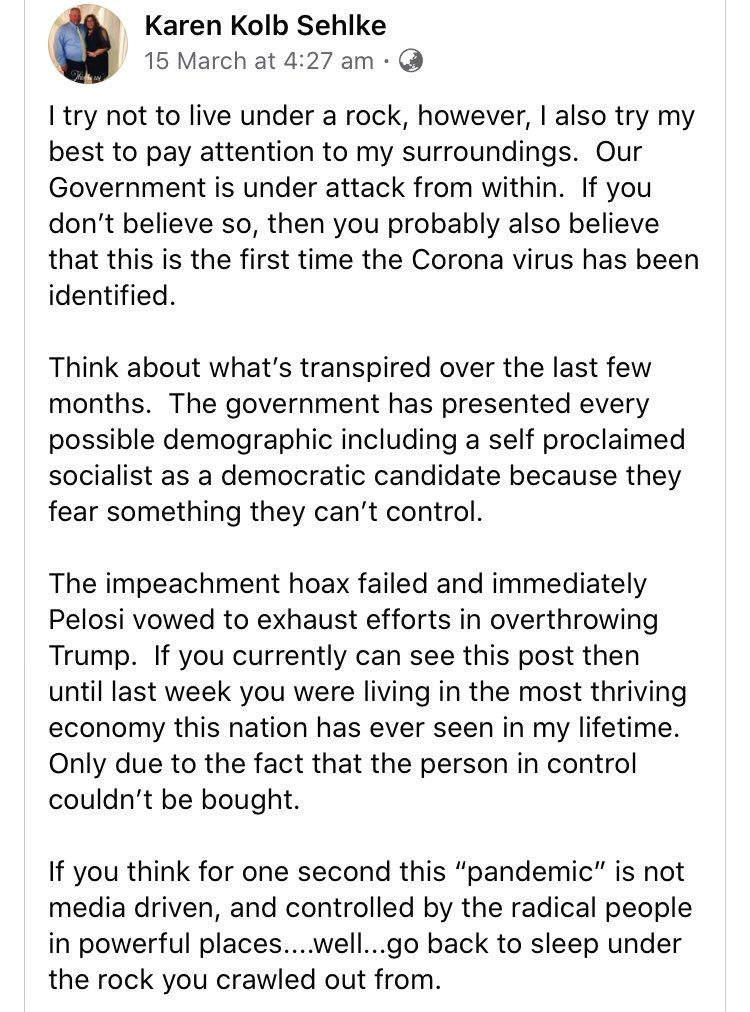 Karen Kolb Sehlke
15 March at 4:27 am ·
I try not to live under a rock, however, I also try my
best to pay attention to my surroundings.  Our
Government is under attack from within.  If you
don't believe so, then you probably also believe
that this is the first time the Corona virus has been
identified.
Think about what's transpired over the last few
months.  The government has presented every
possible demographic including a self proclaimed
socialist as a democratic candidate because they
fear something they can't control.
The impeachment hoax failed and immediately
Pelosi vowed to exhaust efforts in overthrowing
Trump.  If you currently can see this post then
until last week you were living in the most thriving
economy this nation has ever seen in my lifetime.
Only due to the fact that the person in control
couldn't be bought.
If you think for one second this “pandemic” is not
media driven, and controlled by the radical people
in powerful places....well...go back to sleep under
the rock you crawled out from.